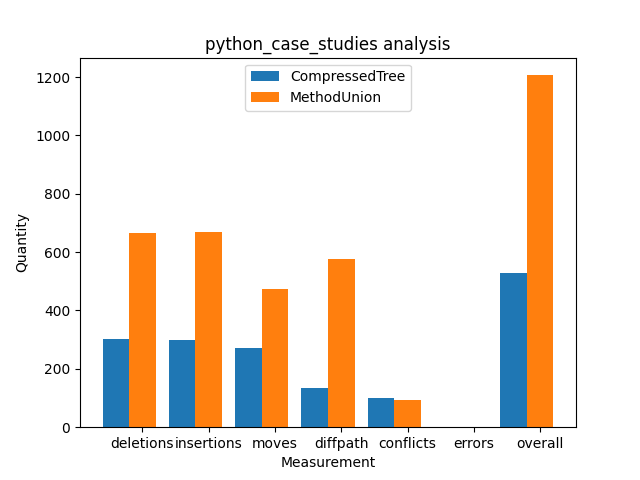 python_case_studies analysis
CompressedTree
MethodUnion
Quantity
1200
1000
800
600
400
200
0
deletions insertions moves diffpath conflicts errors overall
Measurement